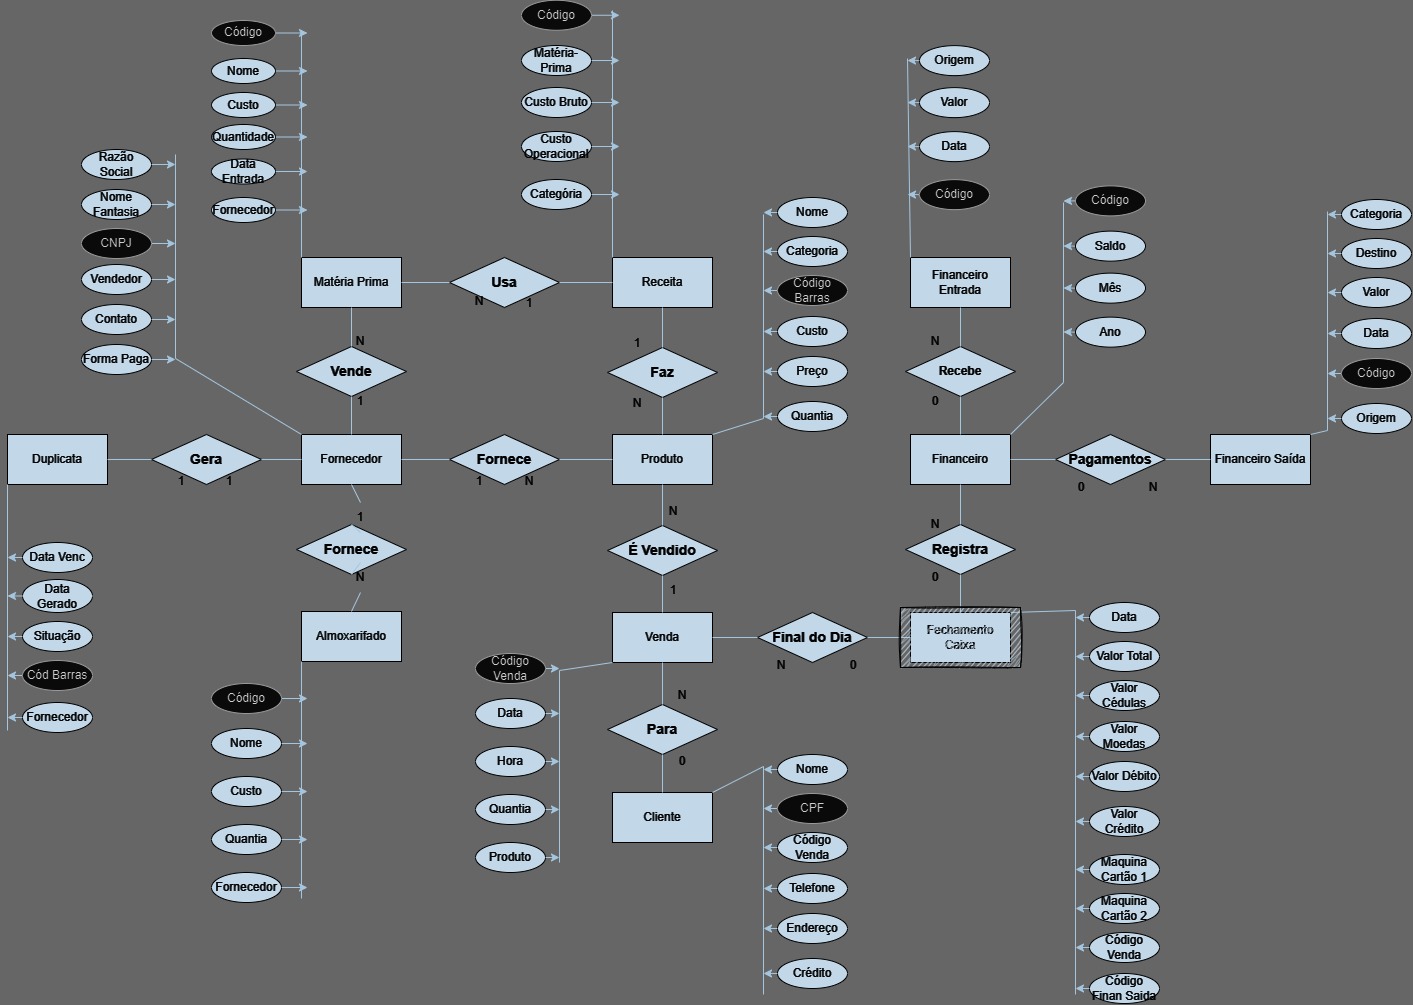 Código
Nome
Custo
Quantidade
Data
Entrada
Fornecedor
Código
Matéria-
Prima
Custo Bruto
Custo
Operacional
Categória
Origem
Valor
Data
Código
Razão
Social
Nome
Fantasia
CNPJ
Vendedor
Contato
Forma Paga
Nome
Categoria
Código
Barras
Custo
Preço
Quantia
Código
Saldo
Mês
Ano
Categoria
Destino
Valor
Data
Código
Origem
Matéria Prima
Usa
N
1
Receita
Financeiro
Entrada
N
Vende
1
1
Faz
N
N
Recebe
0
Duplicata
Gera
1
1
Fornecedor
Fornece
1
N
Produto
Financeiro
Pagamentos
0
N
Financeiro Saída
1
Fornece
N
N
É Vendido
1
N
Registra
0
Data Venc
Data
Gerado
Situação
Cód Barras
Fornecedor
Almoxarifado
Venda
Final do Dia
N
0
Fechamento
Caixa
Código
Nome
Custo
Quantia
Fornecedor
Código
Venda
Data
Hora
Quantia
Produto
N
Para
0
Cliente
Nome
CPF
Código
Venda
Telefone
Endereço
Crédito
Data
Valor Total
Valor
Cédulas
Valor
Moedas
Valor Débito
Valor
Crédito
Maquina
Cartão 1
Maquina
Cartão 2
Código
Venda
Código
Finan Saida